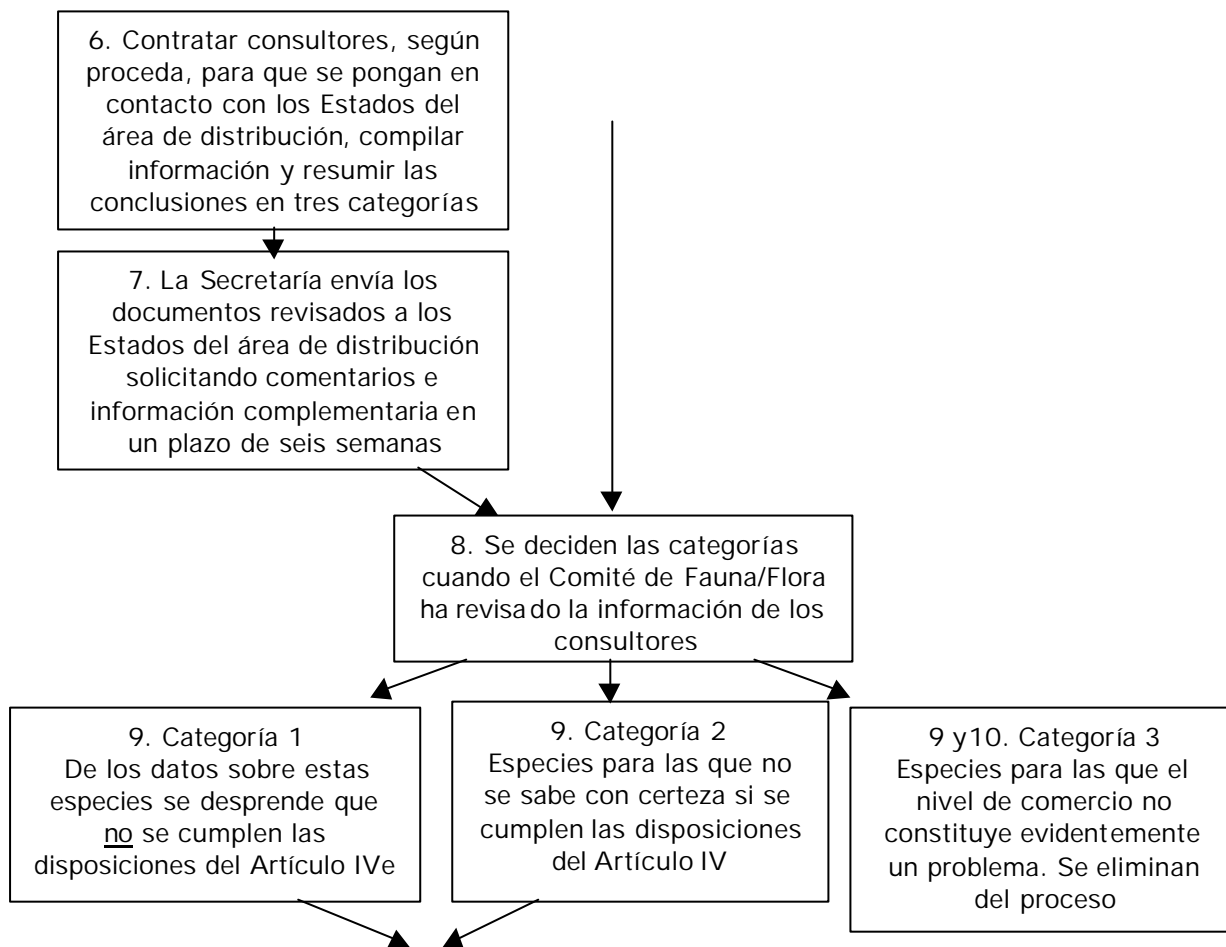 6. Contratar consultores, según
proceda, para que se pongan en
contacto con los Estados del
área de distribución, compilar
información y resumir las
conclusiones en tres categorías
7. La Secretaría envía los
documentos revisados a los
Estados del área de distribución
solicitando comentarios e
información complementaria en
un plazo de seis semanas
8. Se deciden las categorías
cuando el Comité de Fauna/Flora
ha revisado la información de los
consultores
9. Categoría 1
De los datos sobre estas
especies se desprende que
no se cumplen las
disposiciones del Artículo IVe
9. Categoría 2
Especies para las que no
se sabe con certeza si se
cumplen las disposiciones
del Artículo IV
9 y10. Categoría 3
Especies para las que el
nivel de comercio no
constituye evidentemente
un problema. Se eliminan
del proceso